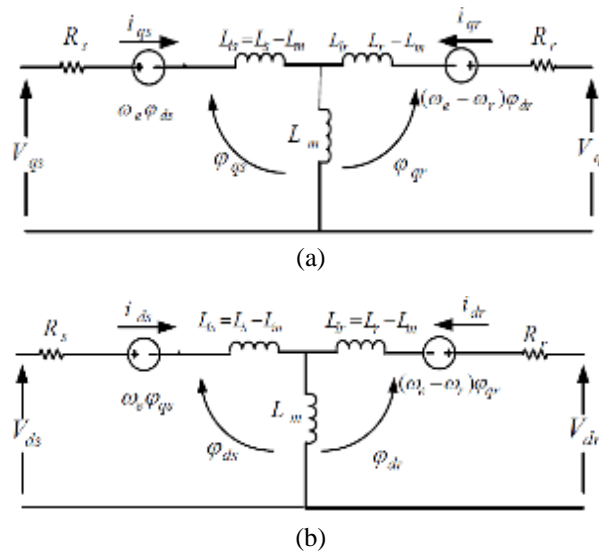 R_s i_qs L_ls = L_s − L_m L_lr L_r − L_m i_qr R_r
ω_e φ_ds (ω_e − ω_r)φ_dr
V_qs φ_qs L_m φ_qr
(a)
R_s i_ds L_ls = L_s − L_m L_lr = L_r − L_m i_dr R_r
ω_e φ_qs (ω_e − ω_r)φ_qr
V_ds φ_ds L_m φ_dr V_dr
(b)